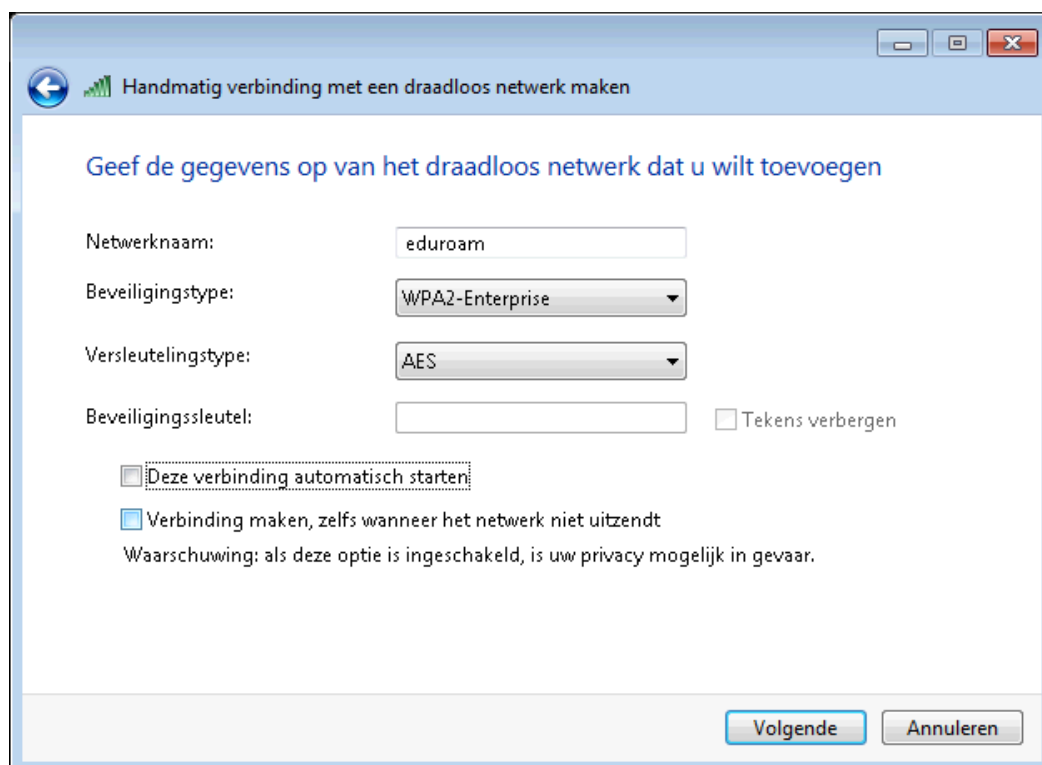 Handmatig verbinding met een draadloos netwerk maken
Geef de gegevens op van het draadloos netwerk dat u wilt toevoegen
Netwerknaam: eduroam
Beveiligingstype: WPA2-Enterprise
Versleutelingstype: AES
Beveiligingssleutel: Tekens verbergen
Deze verbinding automatisch starten
Verbinding maken, zelfs wanneer het netwerk niet uitzendt
Waarschuwing: als deze optie is ingeschakeld, is uw privacy mogelijk in gevaar.
Volgende Annuleren